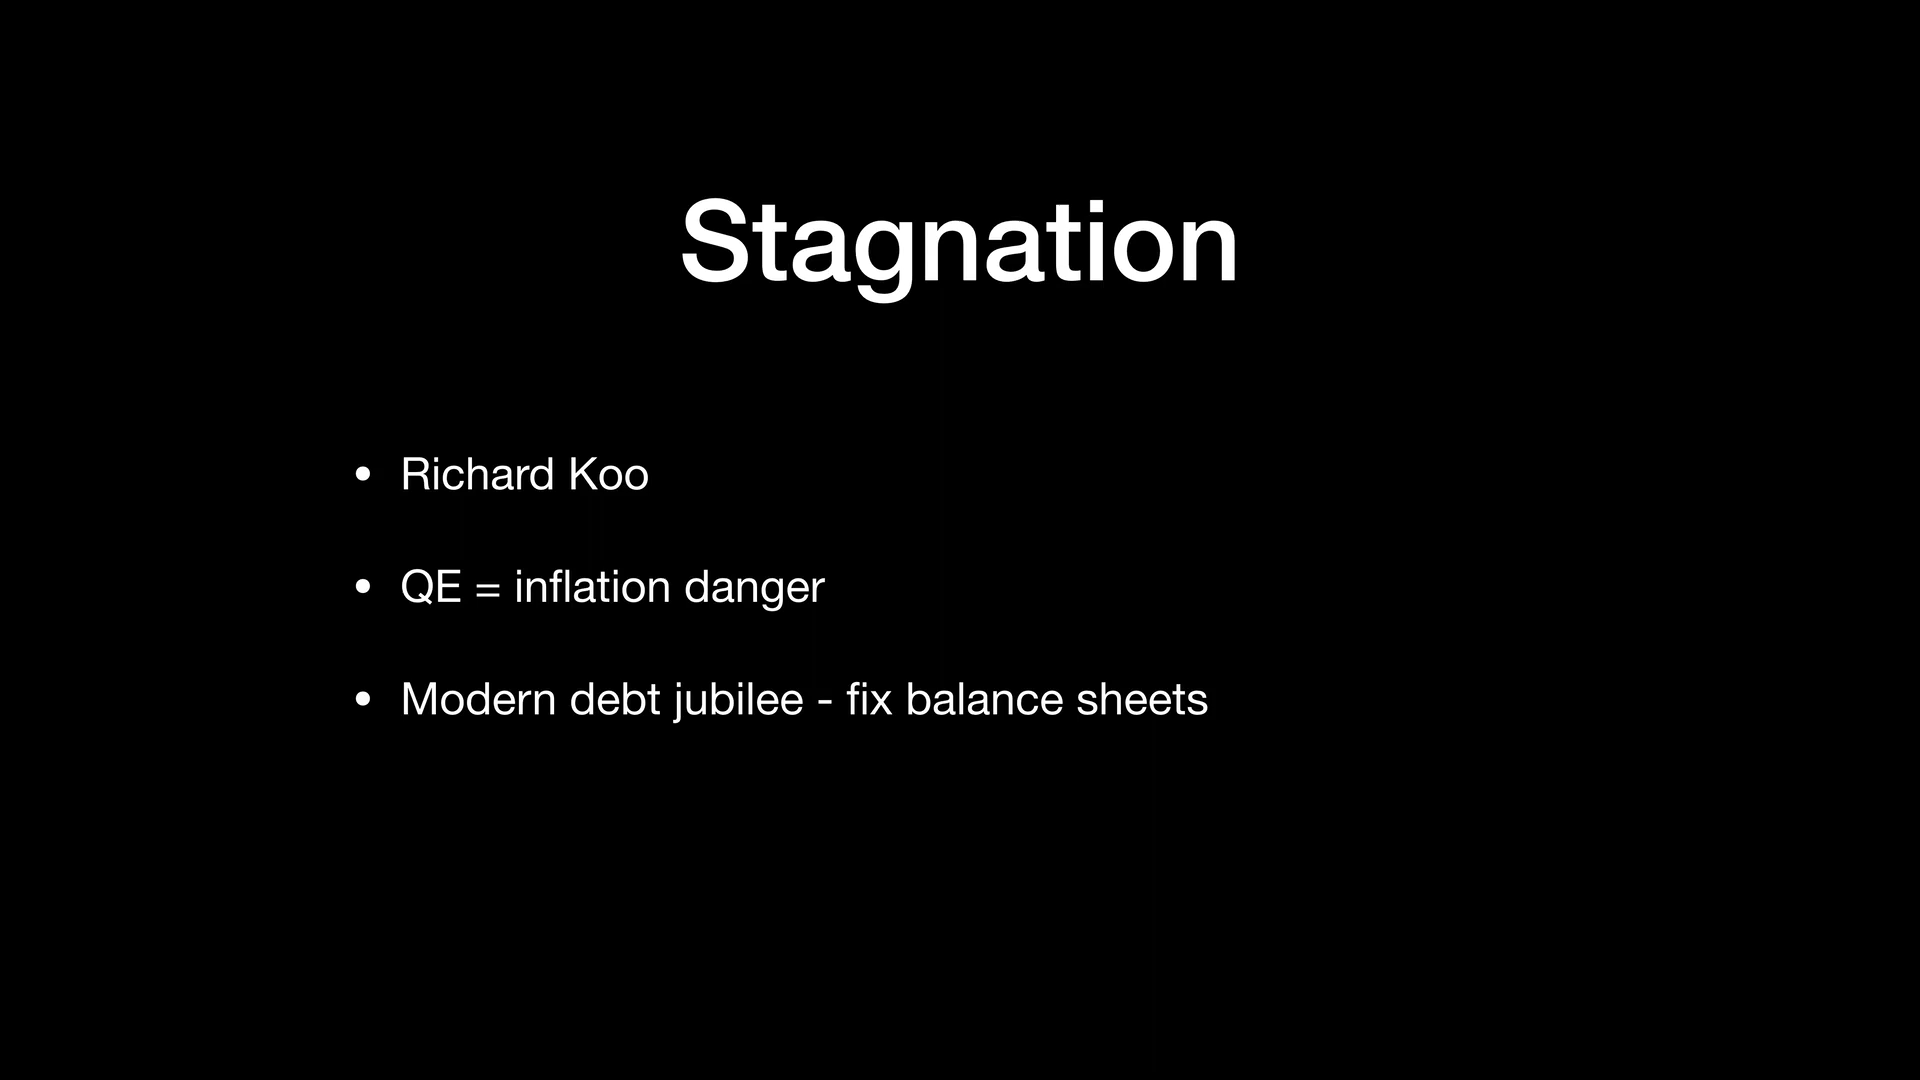 Stagnation
• Richard Koo
• QE = inflation danger
• Modern debt jubilee - fix balance sheets